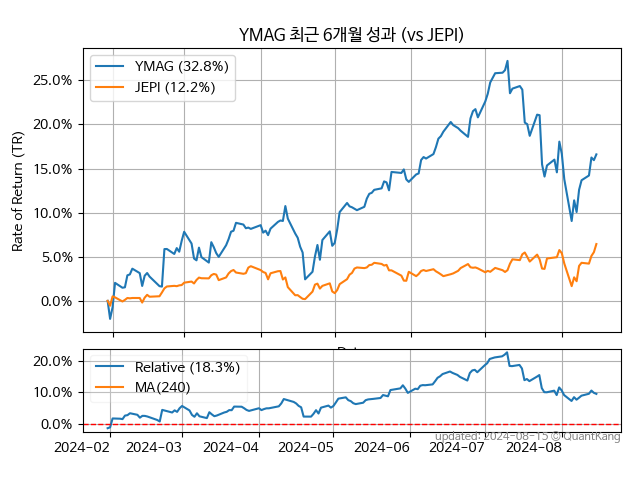 YMAG 최근 6개월 성과 (vs JEPI)
YMAG (32.8%)
JEPI (12.2%)
Rate of Return (TR)
25.0%
20.0%
15.0%
10.0%
5.0%
0.0%
Relative (18.3%)
MA(240)
20.0%
10.0%
0.0%
2024-02 2024-03 2024-04 2024-05 2024-06 2024-07 2024-08
updated: 2024-08-15 © QuantKang